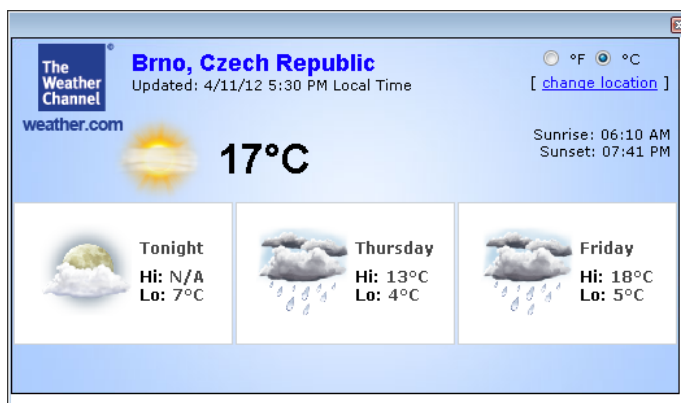 The
Weather
Channel
weather.com
Brno, Czech Republic
Updated: 4/11/12 5:30 PM Local Time
°F °C
[ change location ]
17°C
Sunrise: 06:10 AM
Sunset: 07:41 PM
Tonight
Hi: N/A
Lo: 7°C
Thursday
Hi: 13°C
Lo: 4°C
Friday
Hi: 18°C
Lo: 5°C